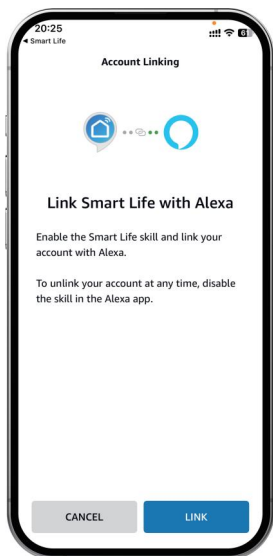 20:25
◀ Smart Life
Account Linking
Link Smart Life with Alexa
Enable the Smart Life skill and link your
account with Alexa.
To unlink your account at any time, disable
the skill in the Alexa app.
CANCEL
LINK